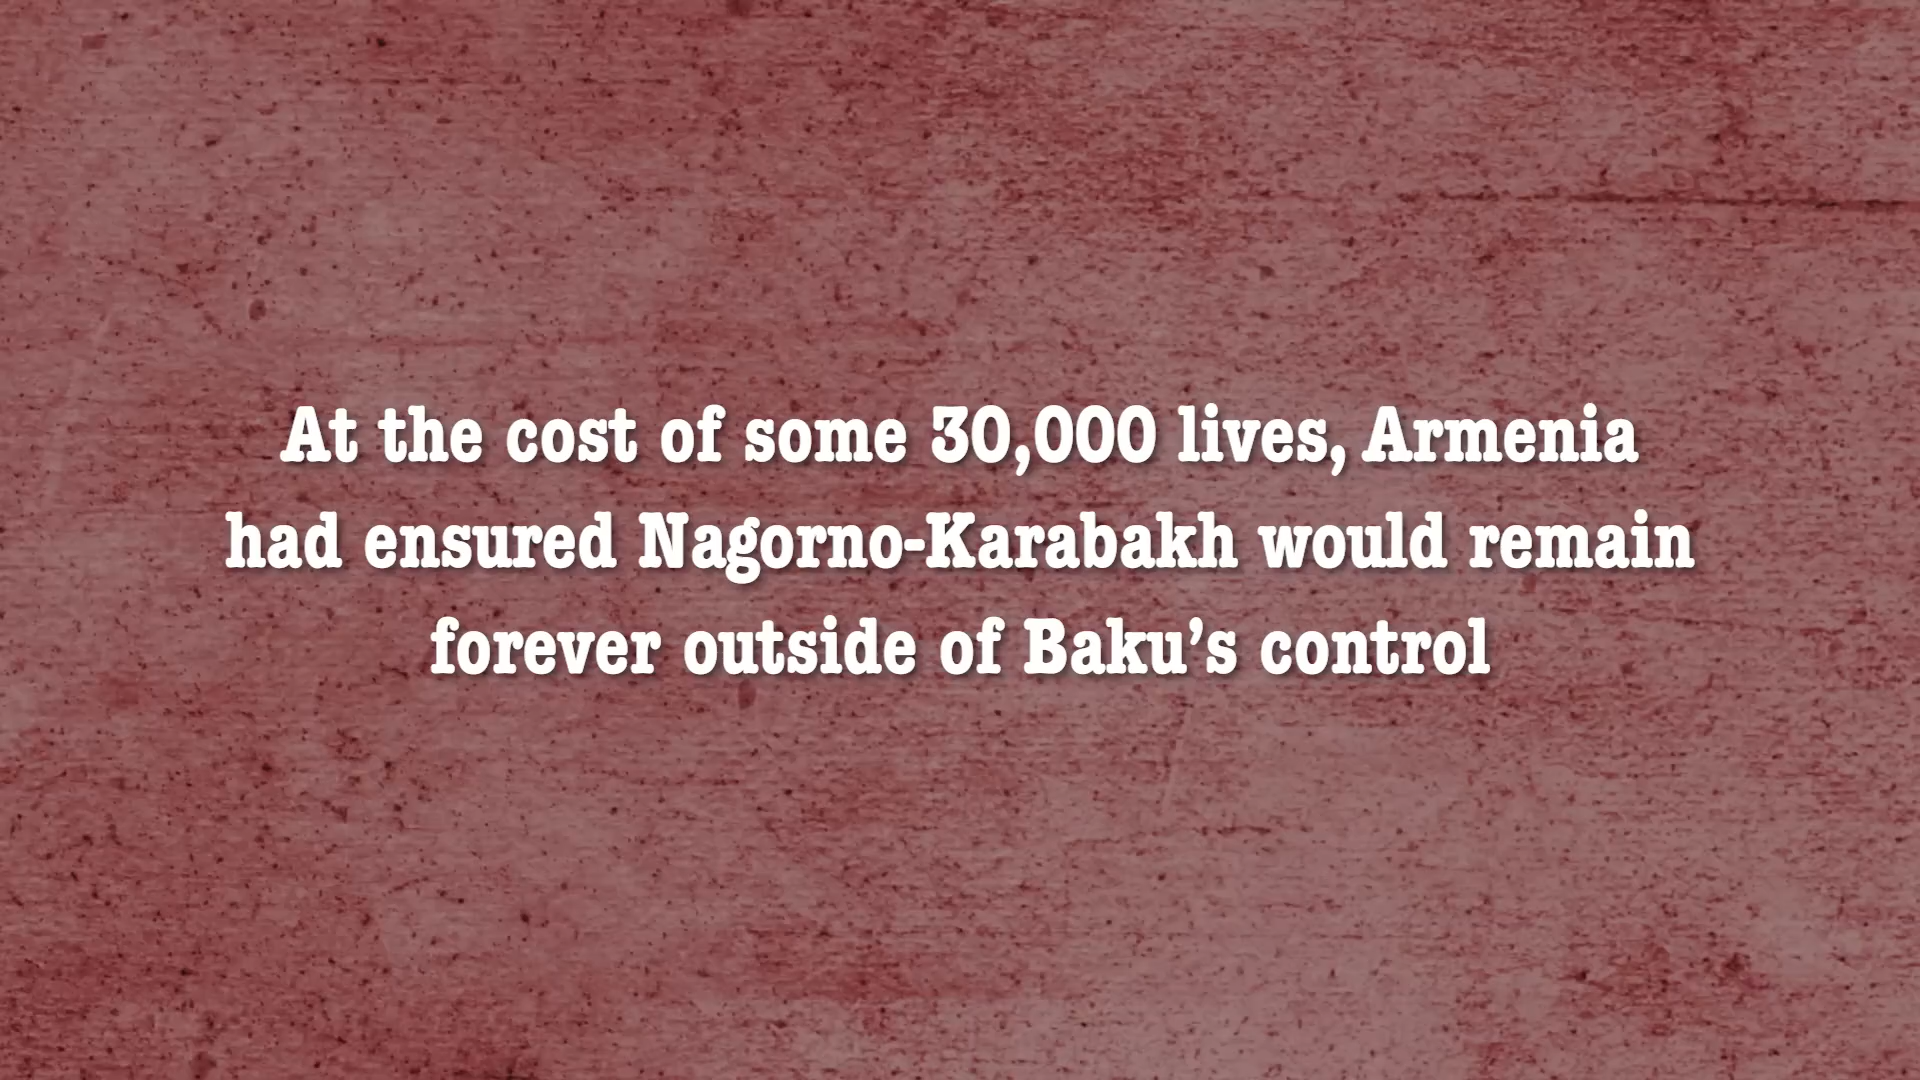 At the cost of some 30,000 lives, Armenia
had ensured Nagorno-Karabakh would remain
forever outside of Baku’s control